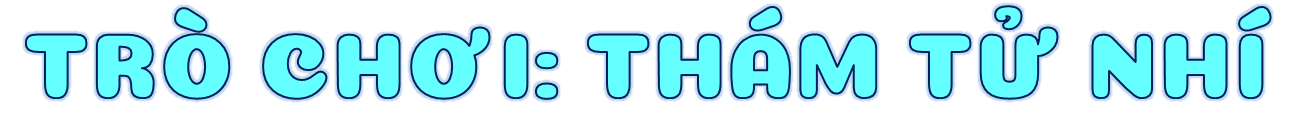 TRÒ CHƠI: THÁM TỬ NHÍ